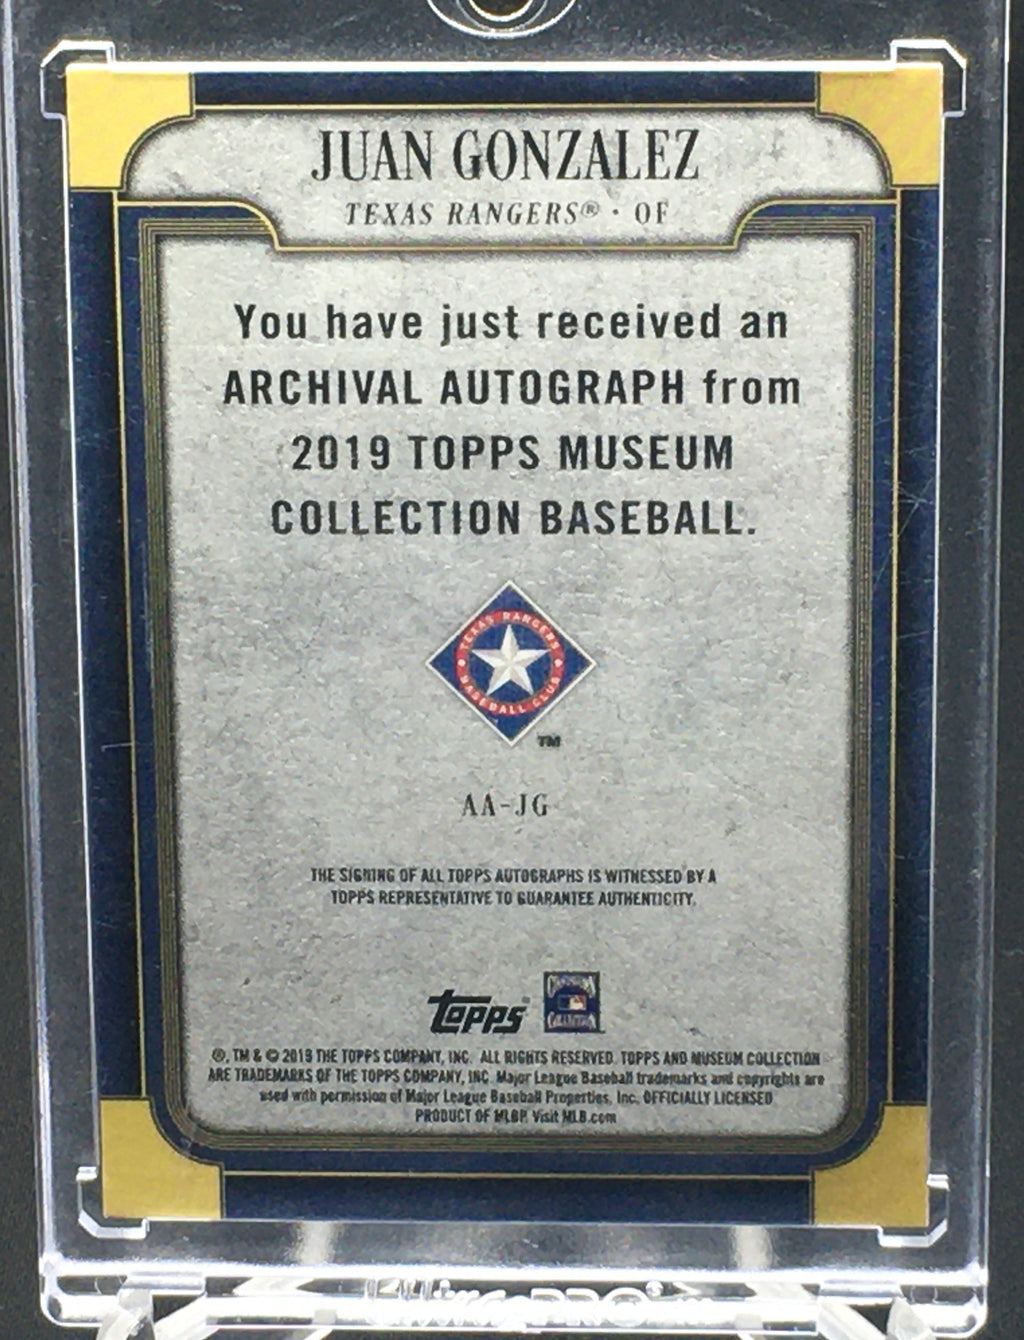 JUAN GONZALEZ
TEXAS RANGERS® · OF
You have just received an
ARCHIVAL AUTOGRAPH from
2019 TOPPS MUSEUM
COLLECTION BASEBALL.
TEXAS RANGERS
BASEBALL CLUB
TM
AA-JG
THE SIGNING OF ALL TOPPS AUTOGRAPHS IS WITNESSED BY A
TOPPS REPRESENTATIVE TO GUARANTEE AUTHENTICITY.
topps
®, TM & © 2019 THE TOPPS COMPANY, INC. ALL RIGHTS RESERVED. TOPPS AND MUSEUM COLLECTION
ARE TRADEMARKS OF THE TOPPS COMPANY, INC. Major League Baseball trademarks and copyrights are
used with permission of Major League Baseball Properties, Inc. OFFICIALLY LICENSED
PRODUCT OF MLBP. Visit MLB.com